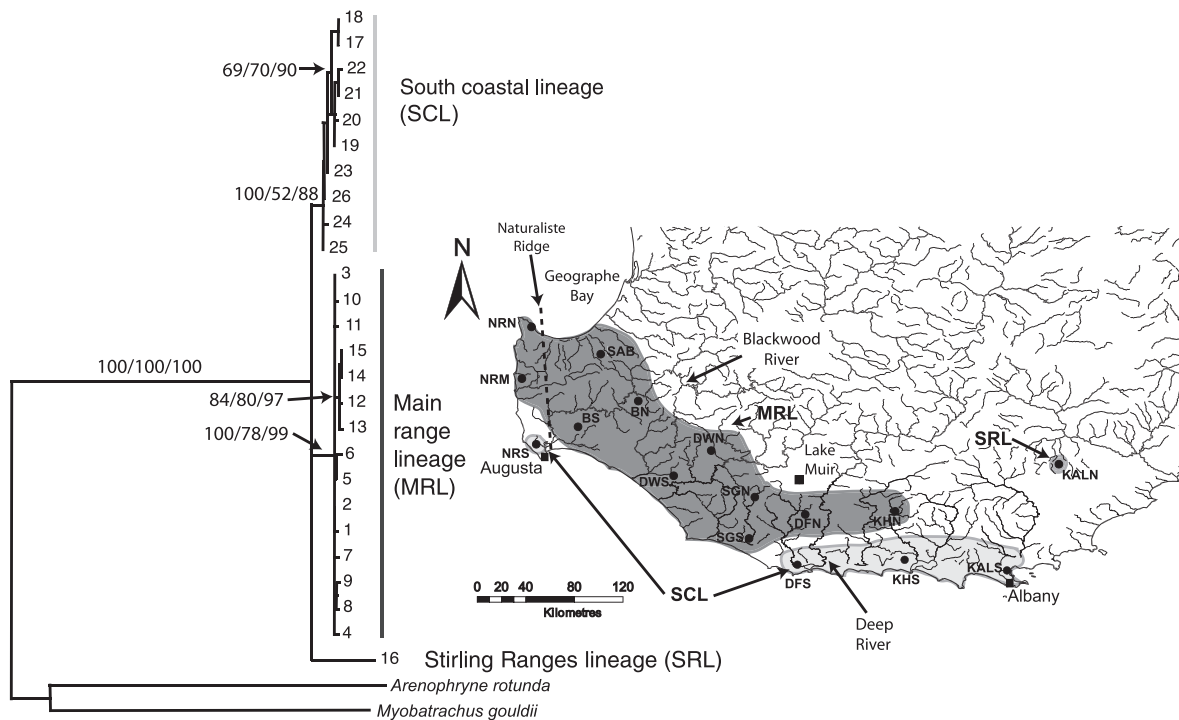 18
17
69/70/90
22
21
20
19
23
100/52/88
26
24
25
South coastal lineage
(SCL)
3
10
11
15
100/100/100
14
84/80/97
12
13
100/78/99
6
5
2
1
7
9
8
4
Main
range
lineage
(MRL)
16
Stirling Ranges lineage (SRL)
Arenophryne rotunda
Myobatrachus gouldii
N
Naturaliste
Ridge
Geographe
Bay
NRN
SAB
Blackwood
River
NRM
BN
BS
MRL
DWN
SRL
NRS
Augusta
Lake
Muir
KALN
DWS
SGN
DFN
KHN
SGS
DFS
KHS
KALS
SCL
-Albany
Deep
River
0 20 40 80 120
Kilometres